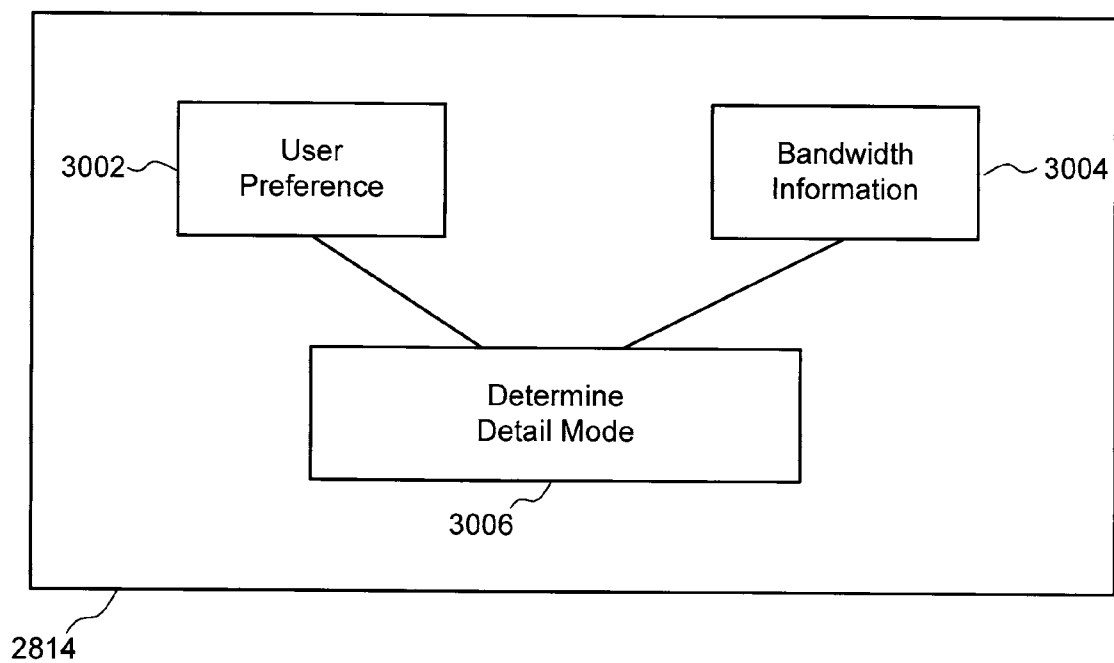 User
Preference
3002
Bandwidth
Information
3004
Determine
Detail Mode
3006
2814